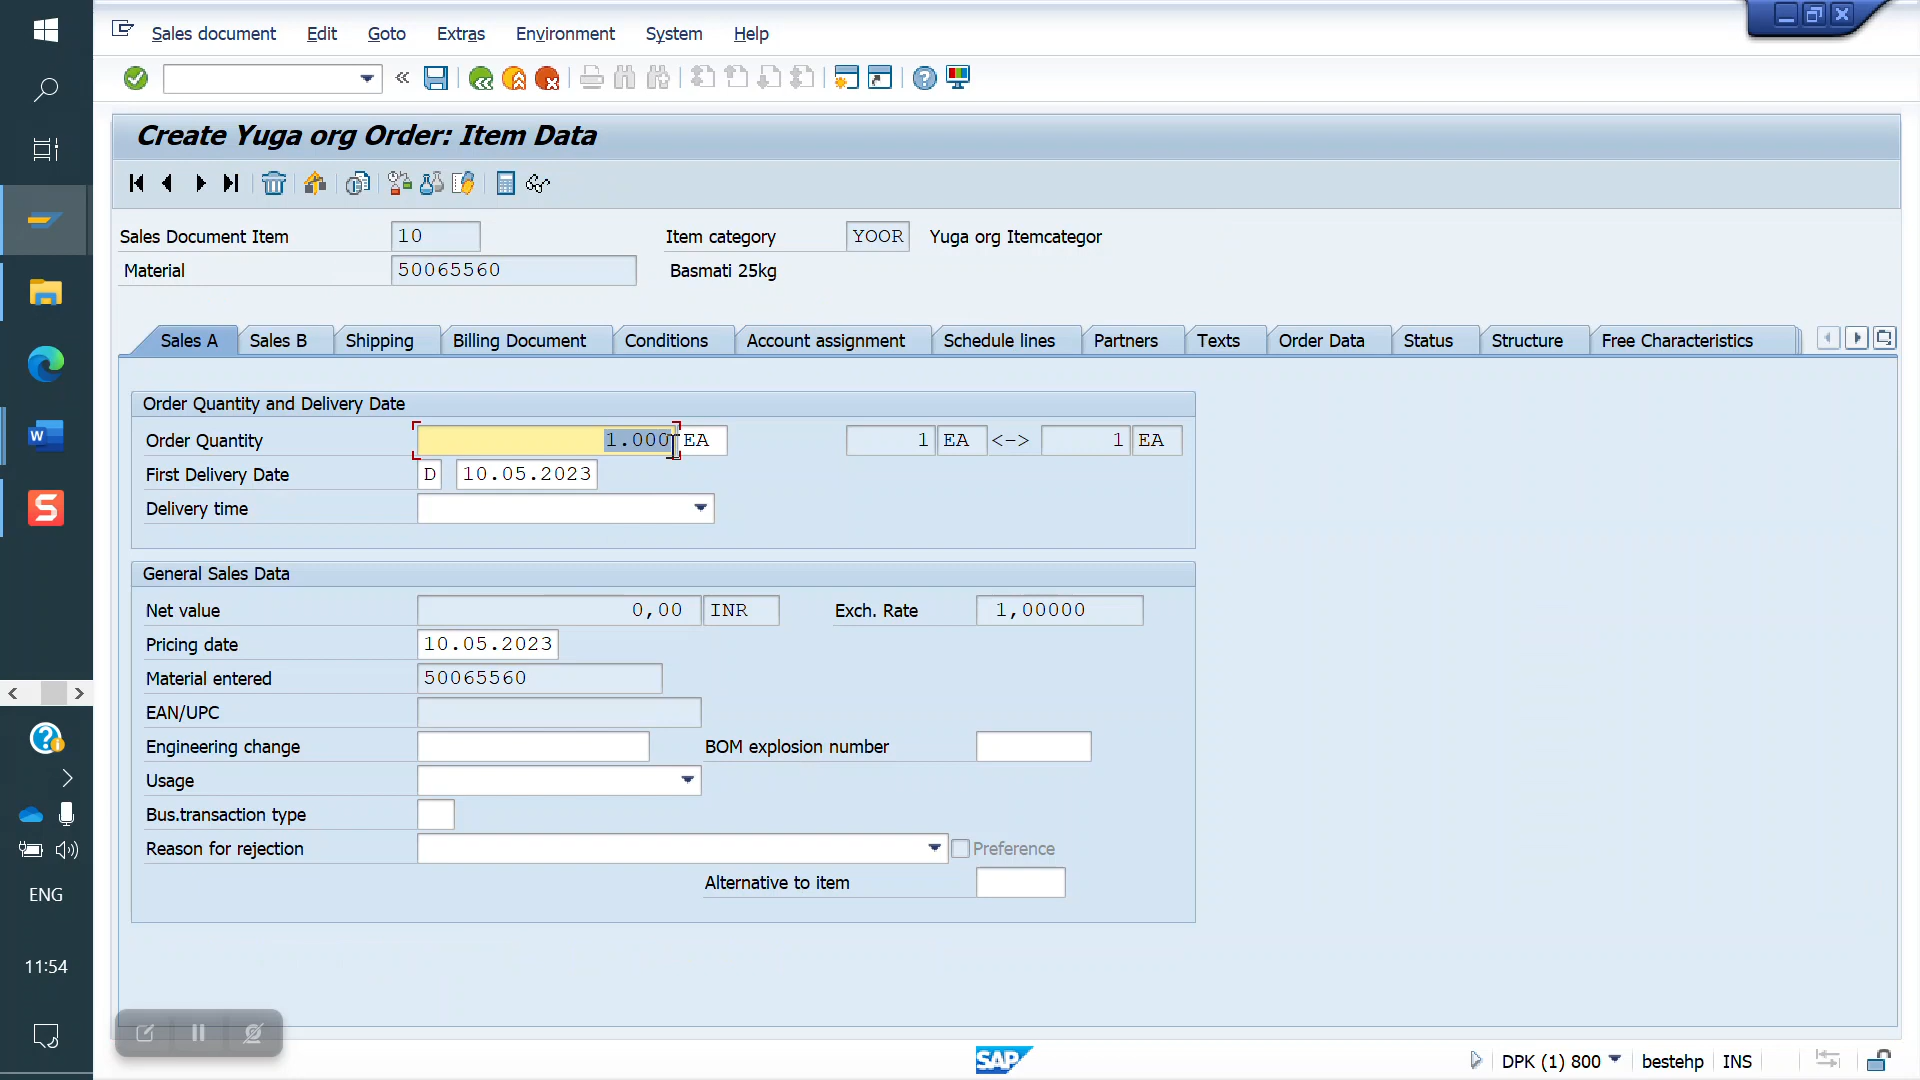 Sales document Edit Goto Extras Environment System Help
Create Yuga org Order: Item Data
Sales Document Item 10 Item category YOOR Yuga org Itemcategor
Material 50065560 Basmati 25kg
Sales A Sales B Shipping Billing Document Conditions Account assignment Schedule lines Partners Texts Order Data Status Structure Free Characteristics
Order Quantity and Delivery Date
Order Quantity 1.000 EA 1 EA <-> 1 EA
First Delivery Date D 10.05.2023
Delivery time
General Sales Data
Net value 0,00 INR Exch. Rate 1,00000
Pricing date 10.05.2023
Material entered 50065560
EAN/UPC
Engineering change BOM explosion number
Usage
Bus.transaction type
Reason for rejection Preference
Alternative to item
ENG
11:54
SAP DPK (1) 800 bestehp INS